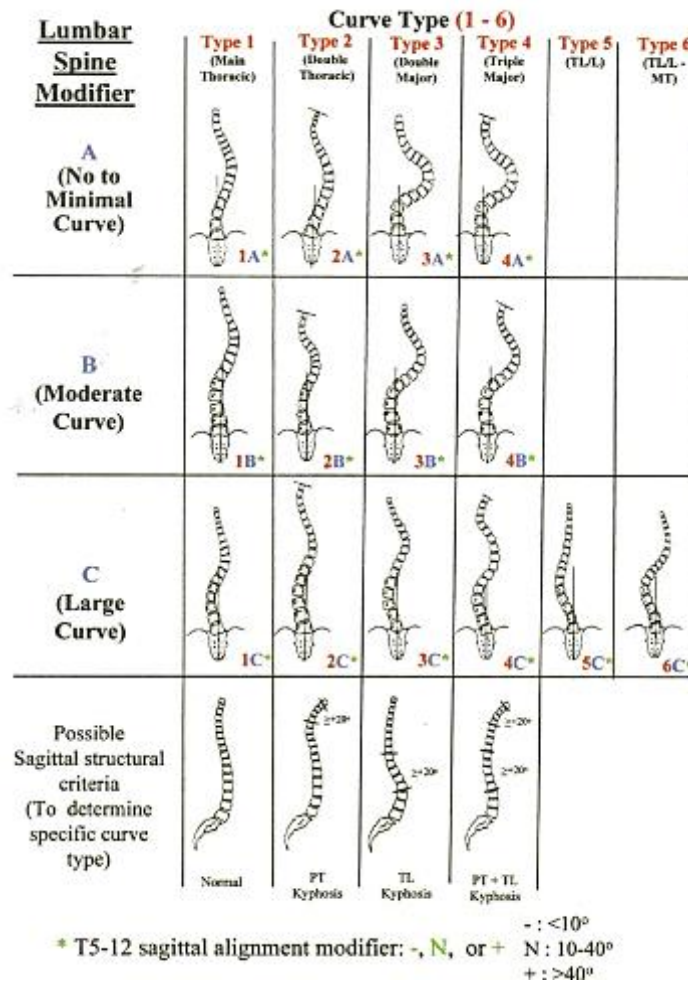 Curve Type (1 - 6)
Lumbar
Spine
Modifier
Type 1
(Main
Thoracic)
Type 2
(Double
Thoracic)
Type 3
(Double
Major)
Type 4
(Triple
Major)
Type 5
(TL/L)
Type 6
(TL/L -
MT)
A
(No to
Minimal
Curve)
1A*
2A*
3A*
4A*
B
(Moderate
Curve)
1B*
2B*
3B*
4B*
C
(Large
Curve)
1C*
2C*
3C*
4C*
5C*
6C*
Possible
Sagittal structural
criteria
(To determine
specific curve
type)
≥+20°
≥+20°
≥+20°
≥+20°
Normal
PT
Kyphosis
TL
Kyphosis
PT + TL
Kyphosis
* T5-12 sagittal alignment modifier: -, N, or +
- : <10°
N : 10-40°
+ : >40°